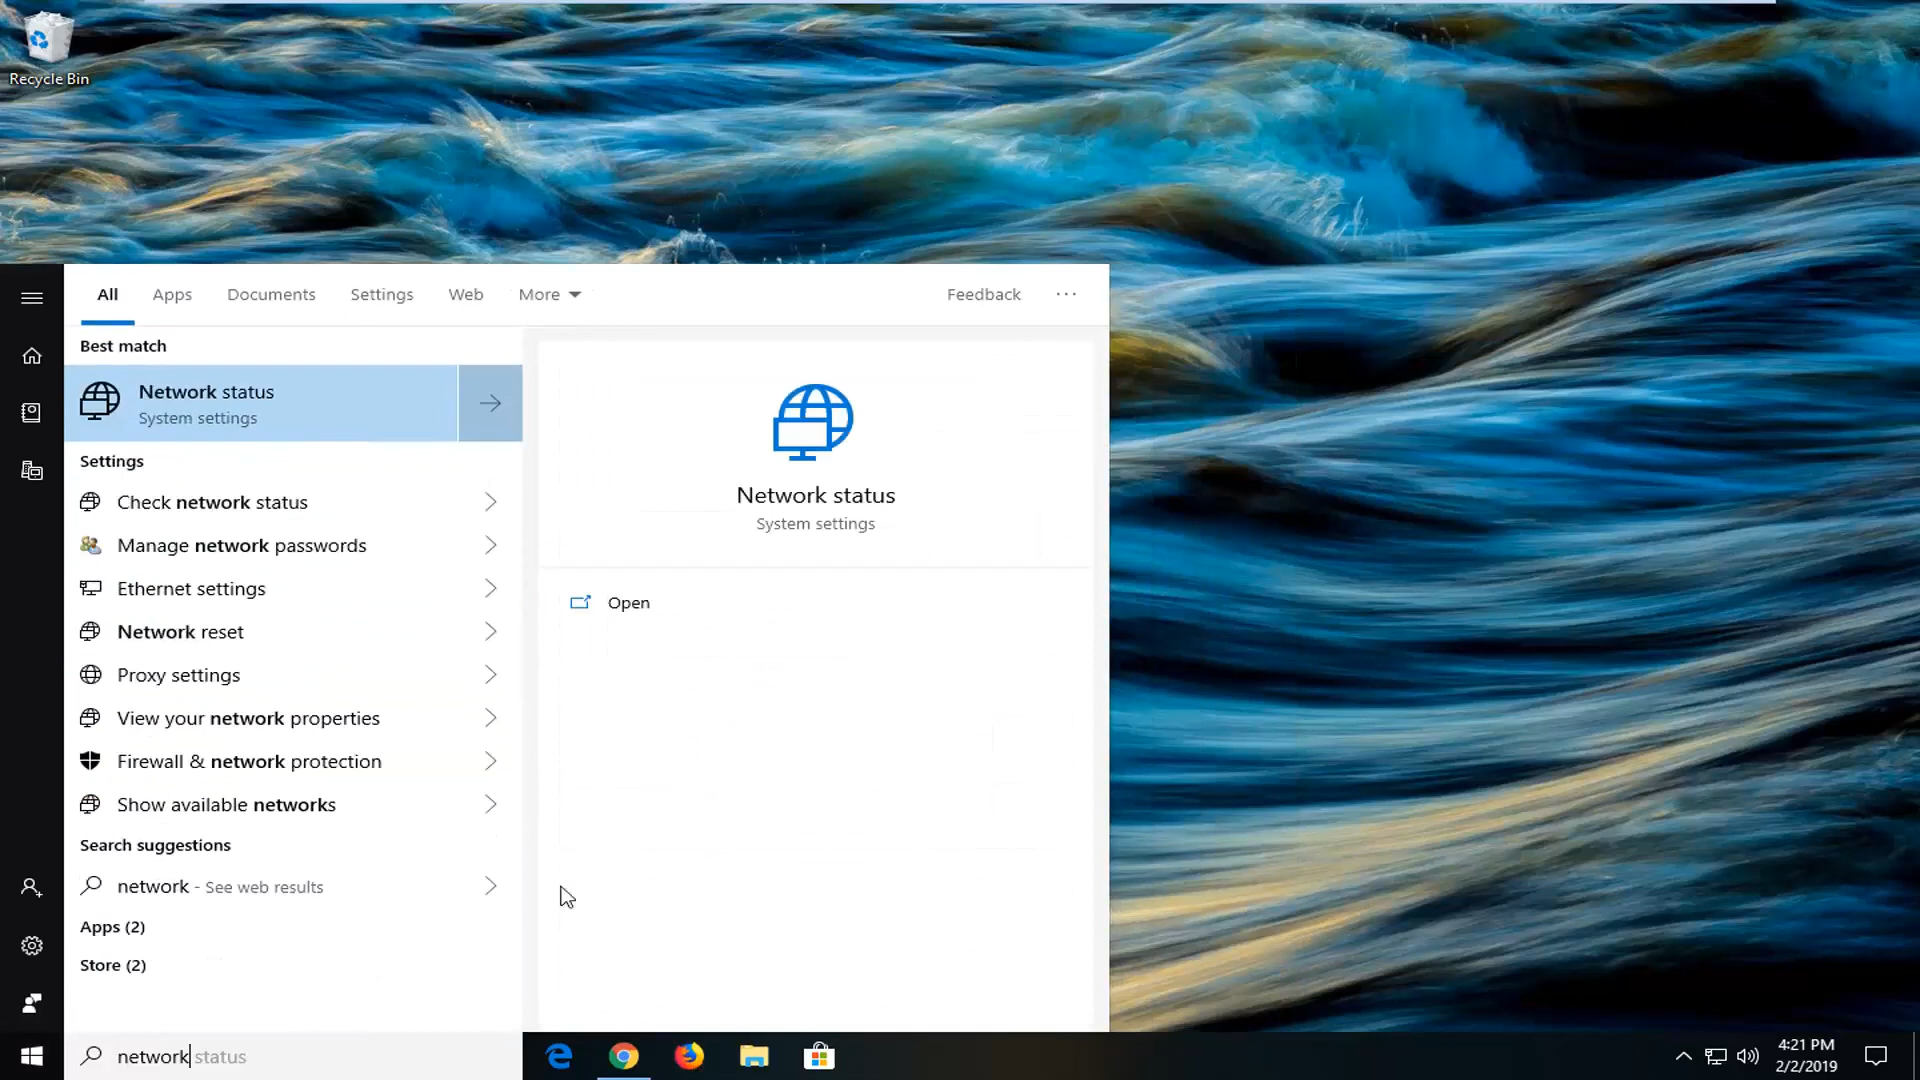 Recycle Bin
All
Apps
Documents
Settings
Web
More
Feedback
Best match
Network status
System settings
Settings
Check network status
Manage network passwords
Ethernet settings
Network reset
Proxy settings
View your network properties
Firewall & network protection
Show available networks
Search suggestions
network - See web results
Apps (2)
Store (2)
Network status
System settings
Open
network status
4:21 PM
2/2/2019